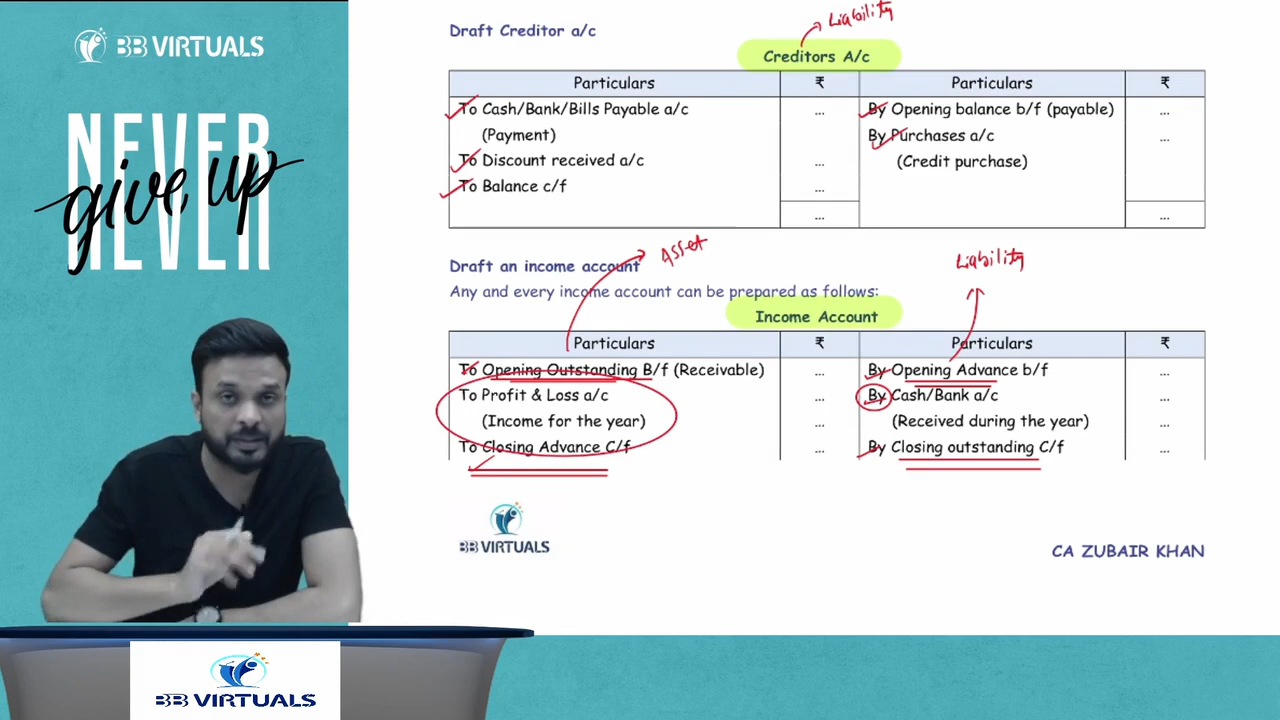 BB VIRTUALS
NEVER
give up
NEVER
Draft Creditor a/c
Liability
Creditors A/c
Particulars ₹ Particulars ₹
To Cash/Bank/Bills Payable a/c ... By Opening balance b/f (payable) ...
(Payment) By Purchases a/c ...
To Discount received a/c ... (Credit purchase)
To Balance c/f ...
... ...
Asset
Liability
Draft an income account
Any and every income account can be prepared as follows:
Income Account
Particulars ₹ Particulars ₹
To Opening Outstanding B/f (Receivable) ... By Opening Advance b/f ...
To Profit & Loss a/c ... By Cash/Bank a/c ...
(Income for the year) ... (Received during the year) ...
To Closing Advance C/f ... By Closing outstanding C/f ...
BB VIRTUALS
CA ZUBAIR KHAN
BB VIRTUALS